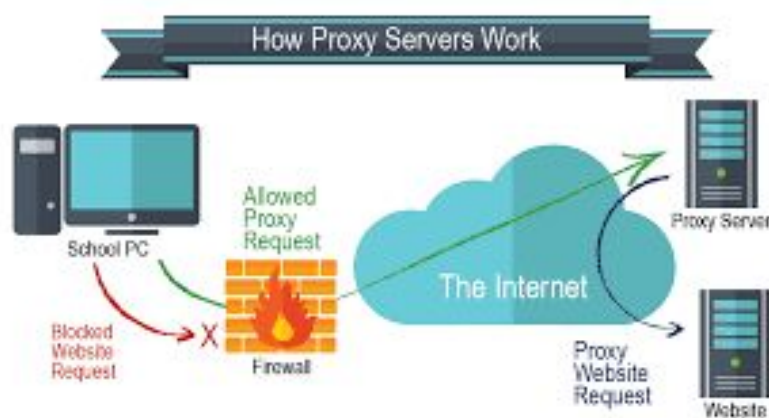 How Proxy Servers Work
School PC
Allowed
Proxy
Request
Blocked
Website
Request
X
Firewall
The Internet
Proxy Server
Proxy
Website
Request
Website